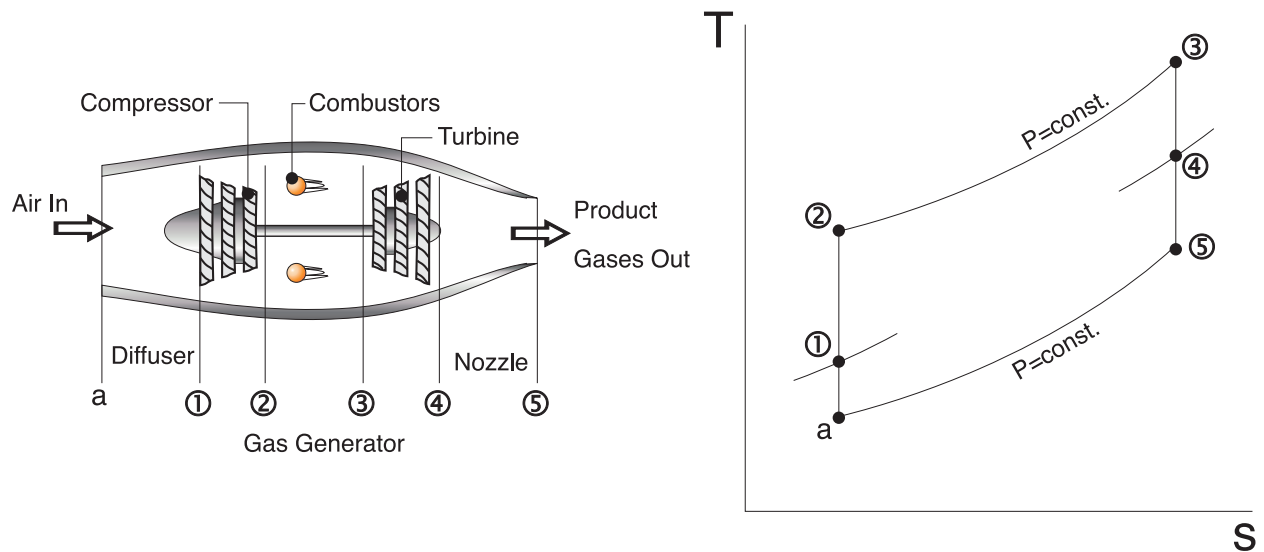 Compressor
Combustors
Turbine
Air In
Product
Gases Out
Diffuser
Nozzle
a
①
②
③
④
⑤
Gas Generator
T
③
P=const.
④
②
⑤
①
P=const.
a
S